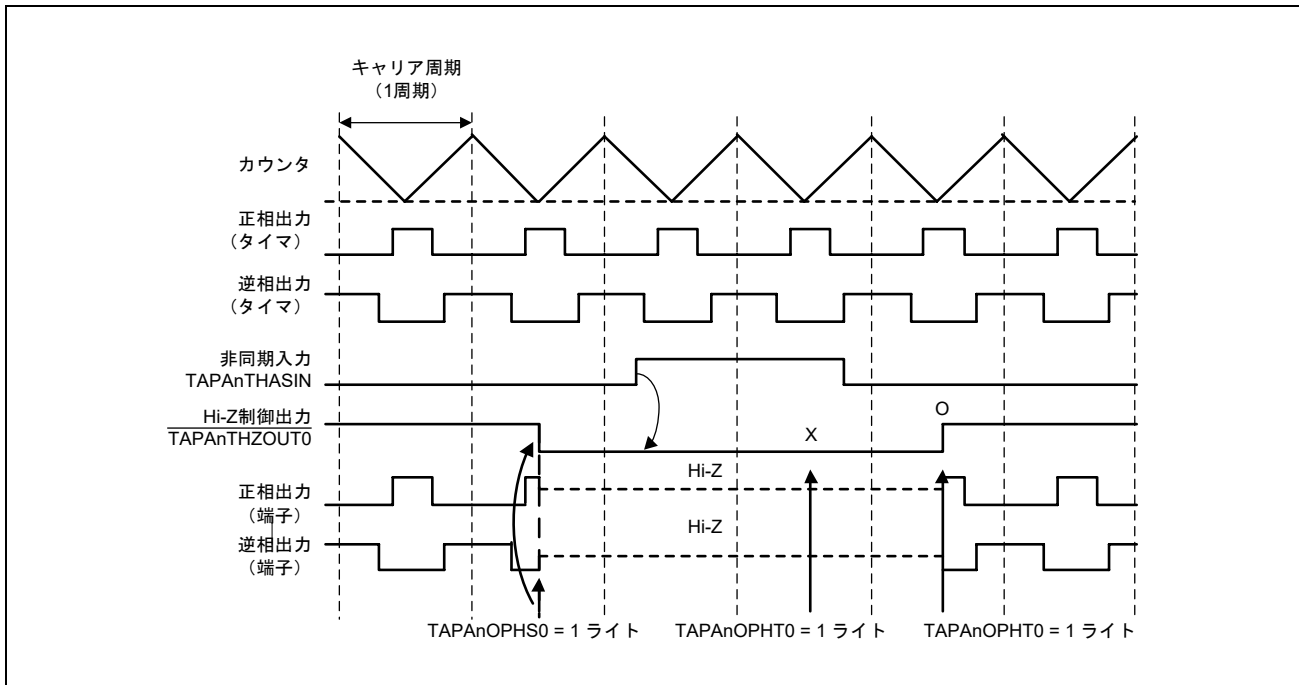 キャリア周期
（1周期）
カウンタ
正相出力
（タイマ）
逆相出力
（タイマ）
非同期入力
TAPAnTHASIN
Hi-Z制御出力
TAPAnTHZOUT0
O
X
Hi-Z
正相出力
（端子）
Hi-Z
逆相出力
（端子）
TAPAnOPHS0 = 1 ライト
TAPAnOPHT0 = 1 ライト
TAPAnOPHT0 = 1 ライト